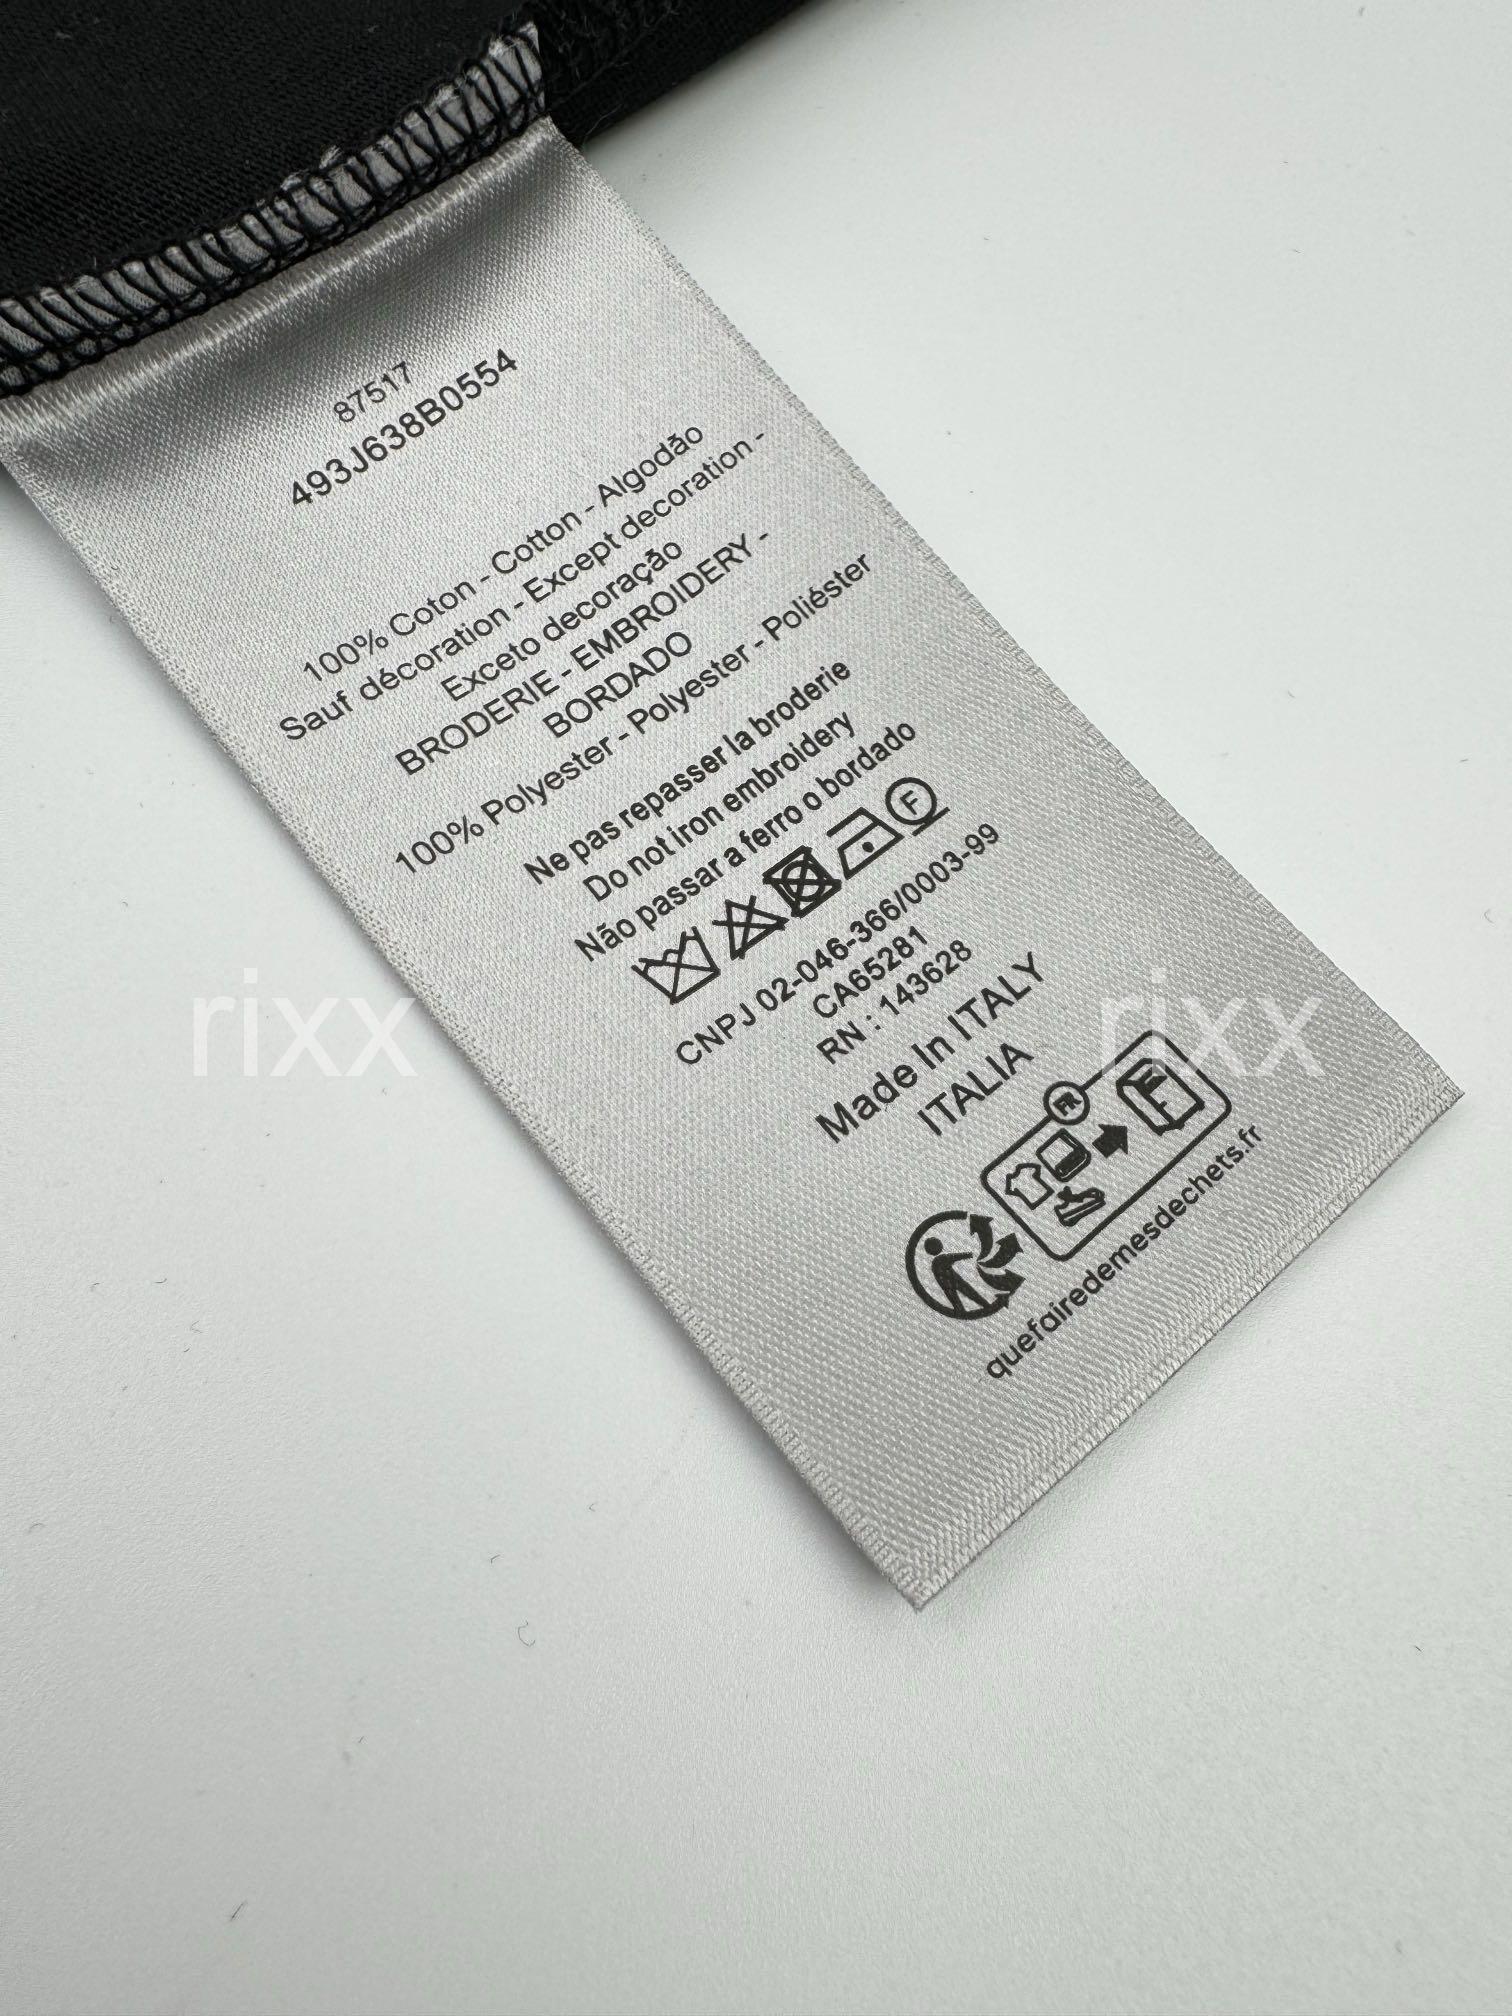 87517
493J638B0554
100% Coton - Cotton - Algodão
Sauf décoration - Except decoration -
Exceto decoração
BRODERIE - EMBROIDERY -
BORDADO
100% Polyester - Polyester - Poliéster
Ne pas repasser la broderie
Do not iron embroidery
Não passar a ferro o bordado
F
CNPJ 02-046-366/0003-99
CA65281
RN : 143628
Made In ITALY
ITALIA
FR
quefairedemesdechets.fr
rixx
rixx